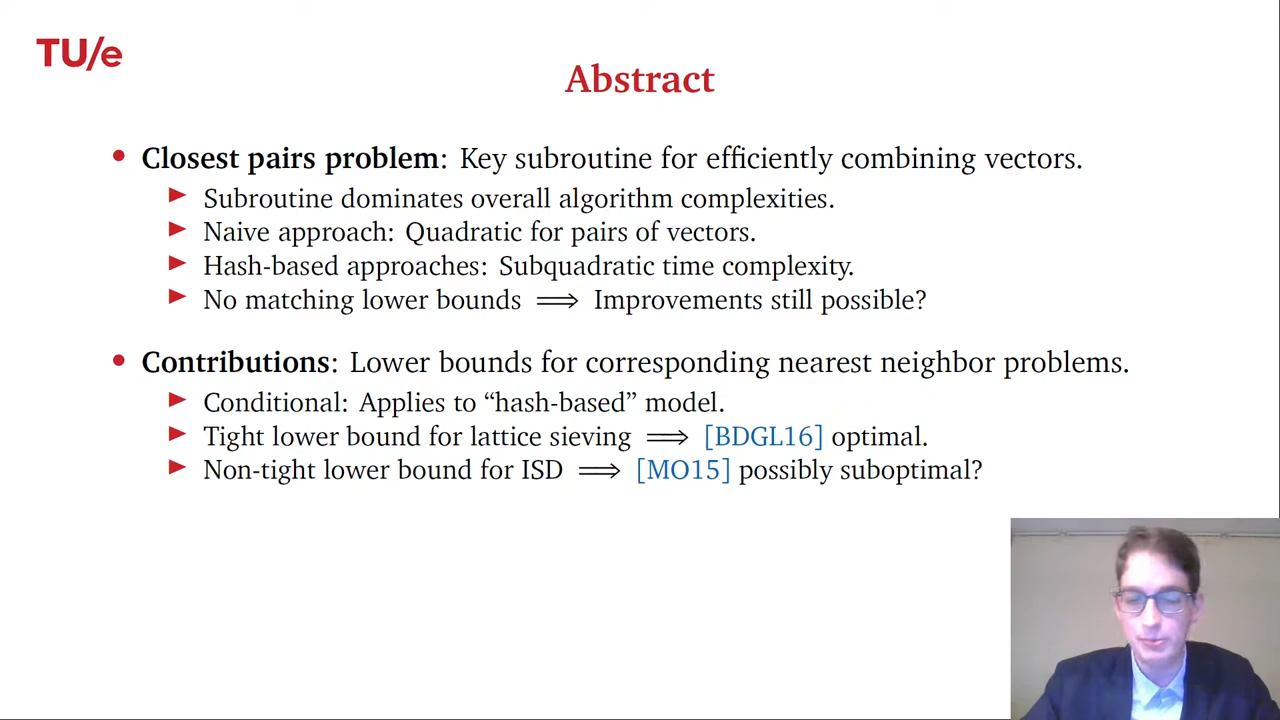 TU/e
Abstract
• Closest pairs problem: Key subroutine for efficiently combining vectors.
▶ Subroutine dominates overall algorithm complexities.
▶ Naive approach: Quadratic for pairs of vectors.
▶ Hash-based approaches: Subquadratic time complexity.
▶ No matching lower bounds ⟹ Improvements still possible?
• Contributions: Lower bounds for corresponding nearest neighbor problems.
▶ Conditional: Applies to “hash-based” model.
▶ Tight lower bound for lattice sieving ⟹ [BDGL16] optimal.
▶ Non-tight lower bound for ISD ⟹ [MO15] possibly suboptimal?